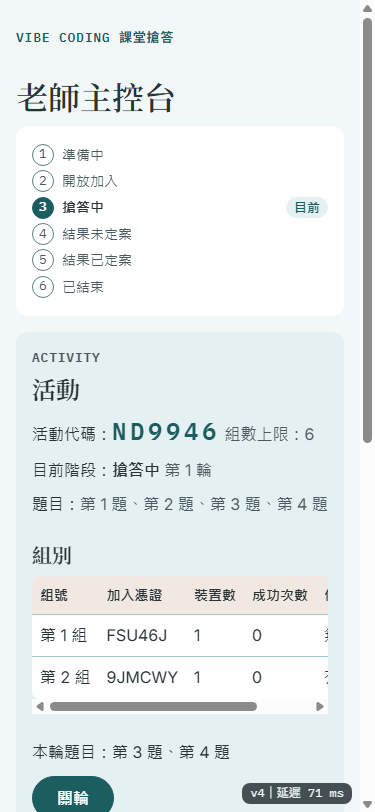 VIBE CODING 課堂搶答
老師主控台
1 準備中
2 開放加入
3 搶答中 目前
4 結果未定案
5 結果已定案
6 已結束
ACTIVITY
活動
活動代碼：ND9946 組數上限：6
目前階段：搶答中 第 1 輪
題目：第 1 題、第 2 題、第 3 題、第 4 題
組別
組號 加入憑證 裝置數 成功次數
第 1 組 FSU46J 1 0
第 2 組 9JMCWY 1 0
本輪題目：第 3 題、第 4 題
關輪
v4｜延遲 71 ms